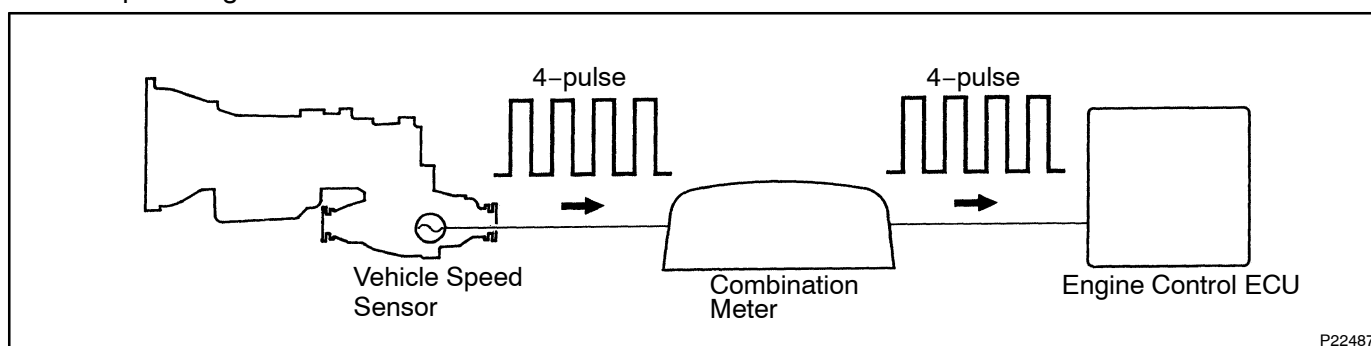 4−pulse
4−pulse
Vehicle Speed
Sensor
Combination
Meter
Engine Control ECU
P22487